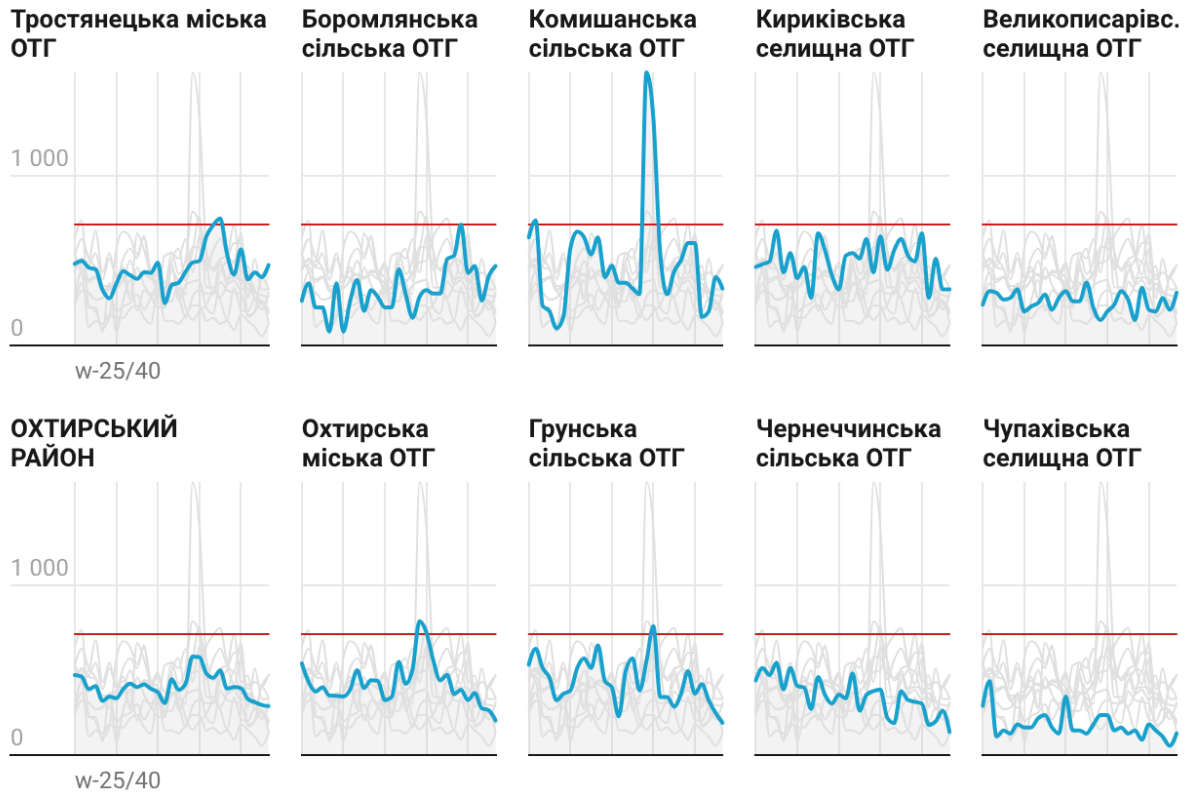 Тростянецька міська
ОТГ
Боромлянська
сільська ОТГ
Комишанська
сільська ОТГ
Кириківська
селищна ОТГ
Великописарівс.
селищна ОТГ
1 000
0
w-25/40
ОХТИРСЬКИЙ
РАЙОН
Охтирська
міська ОТГ
Грунська
сільська ОТГ
Чернеччинська
сільська ОТГ
Чупахівська
селищна ОТГ
1 000
0
w-25/40